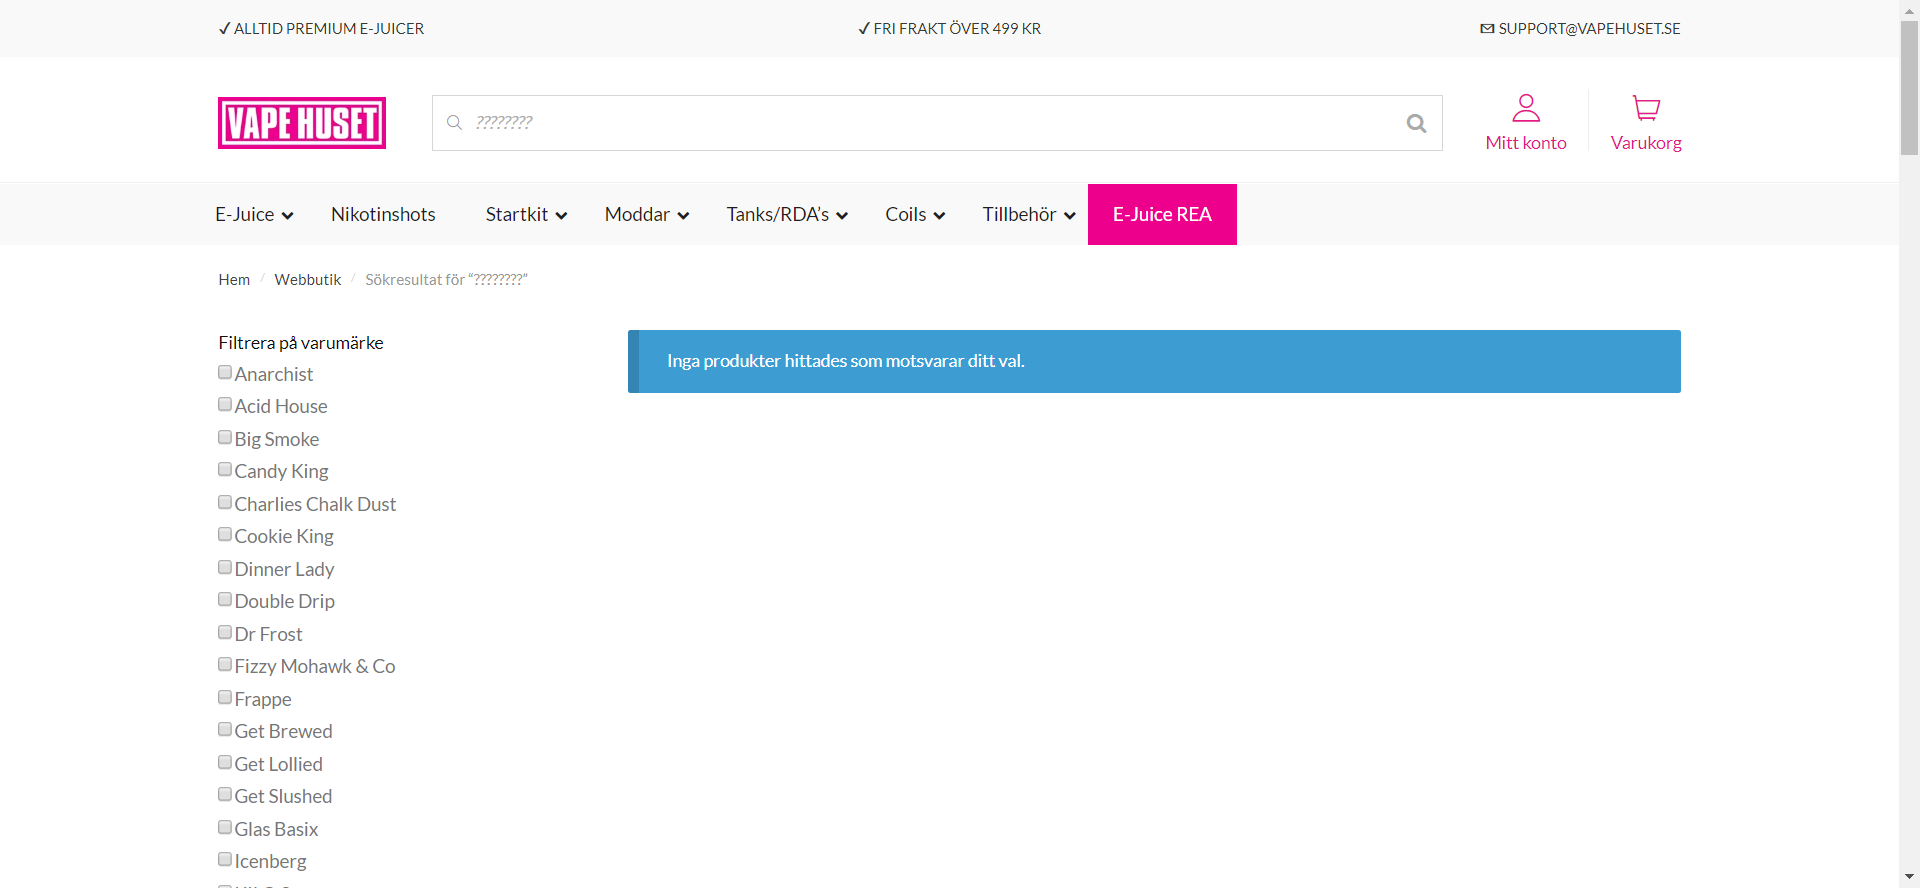 ✓ ALLTID PREMIUM E-JUICER
✓ FRI FRAKT ÖVER 499 KR
SUPPORT@VAPEHUSET.SE
VAPE HUSET
????????
Mitt konto
Varukorg
E-Juice
Nikotinshots
Startkit
Moddar
Tanks/RDA’s
Coils
Tillbehör
E-Juice REA
Hem / Webbutik / Sökresultat för “????????”
Filtrera på varumärke
Inga produkter hittades som motsvarar ditt val.
Anarchist
Acid House
Big Smoke
Candy King
Charlies Chalk Dust
Cookie King
Dinner Lady
Double Drip
Dr Frost
Fizzy Mohawk & Co
Frappe
Get Brewed
Get Lollied
Get Slushed
Glas Basix
Icenberg